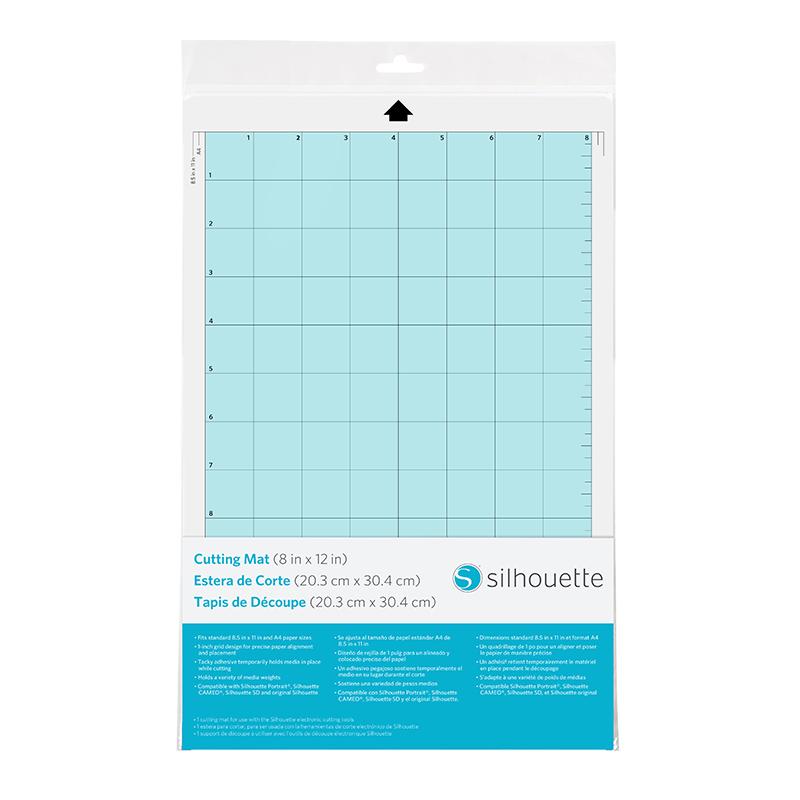 1 2 3 4 5 6 7 8
8.5 in x 11 in
A4
1
2
3
4
5
6
7
8
Cutting Mat (8 in x 12 in)
Estera de Corte (20.3 cm x 30.4 cm)
Tapis de Découpe (20.3 cm x 30.4 cm)
S silhouette
• Fits standard 8.5 in x 11 in and A4 paper sizes
• 1-inch grid design for precise paper alignment
and placement
• Tacky adhesive temporarily holds media in place
while cutting
• Holds a variety of media weights
• Compatible with Silhouette Portrait®, Silhouette
CAMEO®, Silhouette SD and original Silhouette
• Se ajusta al tamaño de papel estándar A4 de
8.5 in x 11 in
• Diseño de rejilla de 1 pulg para un alineado y
colocado preciso del papel
• Un adhesivo pegajoso sostiene temporalmente el
medio en su lugar durante el corte
• Sostiene una variedad de pesos medios
• Compatible con Silhouette Portrait®, Silhouette
CAMEO®, Silhouette SD y el original Silhouette.
• Dimensions standard 8.5 in x 11 in et format A4
• Un quadrillage de 1 po pour un aligner et poser
le papier de manière précise
• Un adhésif retient temporairement le matériel
en place pendant le découpage
• S'adapte à une variété de poids de médias
• Compatible avec Silhouette Portrait®, Silhouette
CAMEO®, Silhouette SD, et Silhouette original
• 1 cutting mat for use with the Silhouette electronic cutting tools
• 1 estera para cortar, para ser usada con la herramientas de corte electrónico de Silhouette
• 1 support de découpe à utiliser avec l'outils de découpe électronique Silhouette